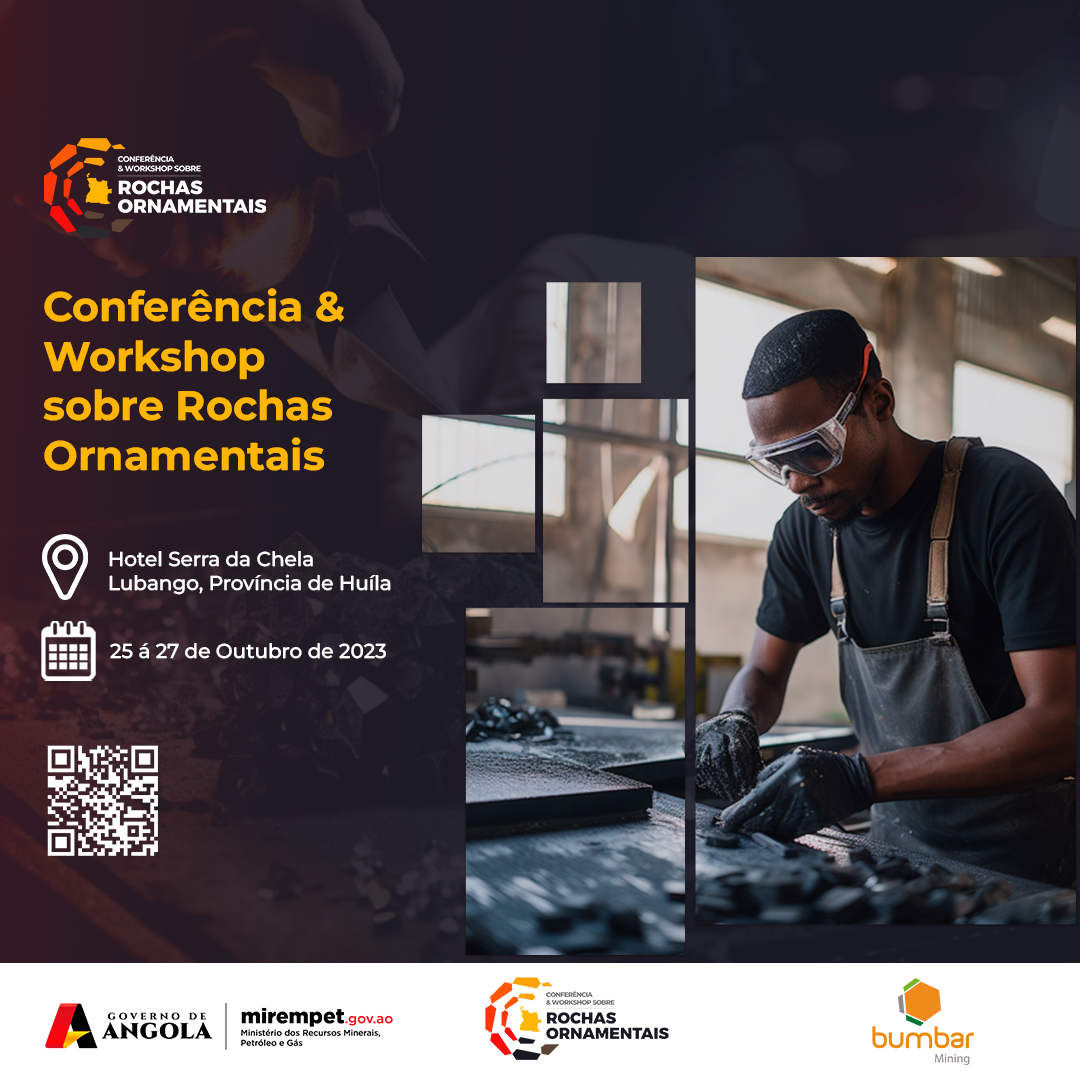 CONFERÊNCIA
& WORKSHOP SOBRE
ROCHAS
ORNAMENTAIS
Conferência &
Workshop
sobre Rochas
Ornamentais
Hotel Serra da Chela
Lubango, Província de Huíla
25 á 27 de Outubro de 2023
GOVERNO DE
ANGOLA
mirempet.gov.ao
Ministério dos Recursos Minerais,
Petróleo e Gás
CONFERÊNCIA
& WORKSHOP SOBRE
ROCHAS
ORNAMENTAIS
bumbar
Mining